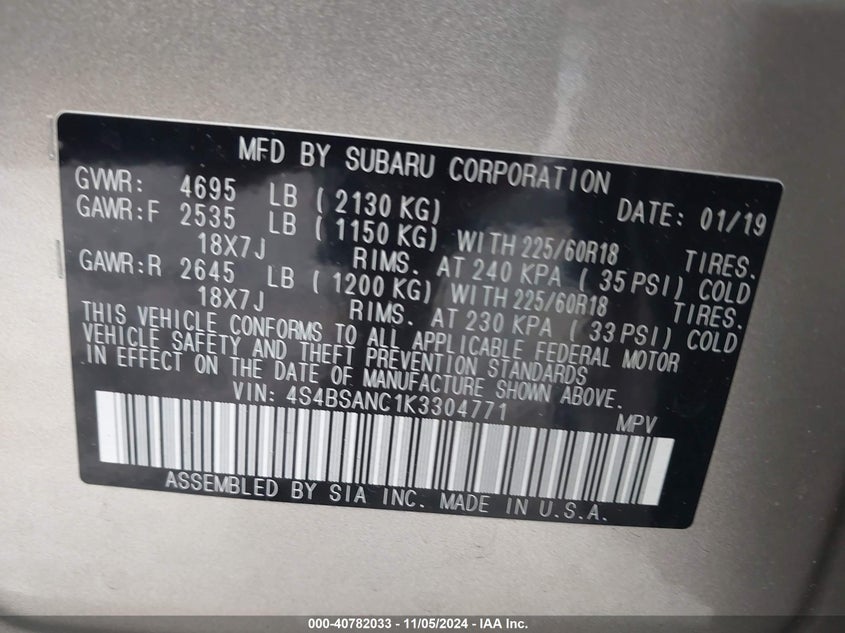 MFD BY SUBARU CORPORATION
GVWR: 4695 LB ( 2130 KG) DATE: 01/19
GAWR:F 2535 LB ( 1150 KG) WITH 225/60R18 TIRES.
18X7J RIMS. AT 240 KPA ( 35 PSI) COLD
GAWR:R 2645 LB ( 1200 KG) WITH 225/60R18 TIRES.
18X7J RIMS. AT 230 KPA ( 33 PSI) COLD
THIS VEHICLE CONFORMS TO ALL APPLICABLE FEDERAL MOTOR
VEHICLE SAFETY AND THEFT PREVENTION STANDARDS
IN EFFECT ON THE DATE OF MANUFACTURE SHOWN ABOVE.
VIN: 4S4BSANC1K3304771 MPV
ASSEMBLED BY SIA INC. MADE IN U.S.A.
000-40782033 - 11/05/2024 - IAA Inc.